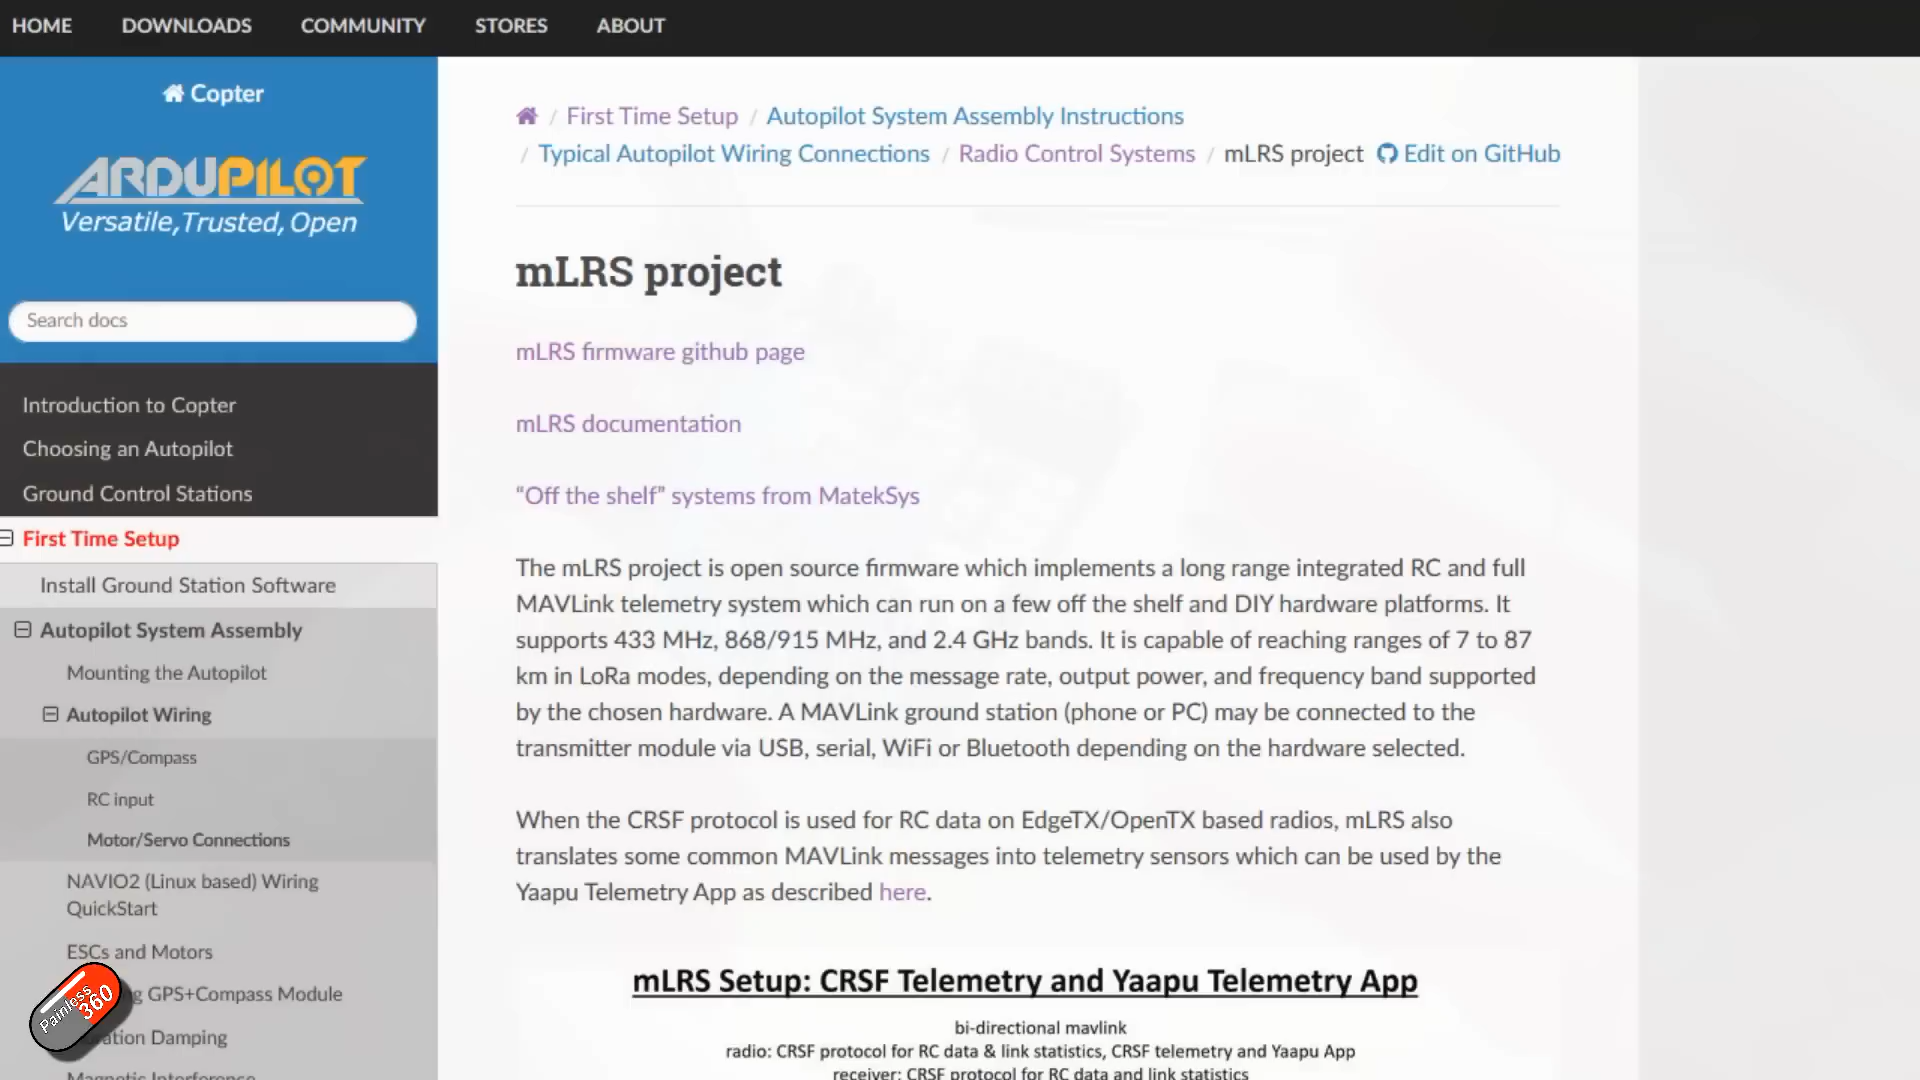 HOME DOWNLOADS COMMUNITY STORES ABOUT
Copter
ARDUPILOT
Versatile, Trusted, Open
Search docs
Introduction to Copter
Choosing an Autopilot
Ground Control Stations
First Time Setup
Install Ground Station Software
Autopilot System Assembly
Mounting the Autopilot
Autopilot Wiring
GPS/Compass
RC input
Motor/Servo Connections
NAVIO2 (Linux based) Wiring
QuickStart
ESCs and Motors
GPS+Compass Module
Damping
Magnetic Interference
Painless
360
/ First Time Setup / Autopilot System Assembly Instructions
/ Typical Autopilot Wiring Connections / Radio Control Systems / mLRS project Edit on GitHub
mLRS project
mLRS firmware github page
mLRS documentation
“Off the shelf” systems from MatekSys
The mLRS project is open source firmware which implements a long range integrated RC and full
MAVLink telemetry system which can run on a few off the shelf and DIY hardware platforms. It
supports 433 MHz, 868/915 MHz, and 2.4 GHz bands. It is capable of reaching ranges of 7 to 87
km in LoRa modes, depending on the message rate, output power, and frequency band supported
by the chosen hardware. A MAVLink ground station (phone or PC) may be connected to the
transmitter module via USB, serial, WiFi or Bluetooth depending on the hardware selected.
When the CRSF protocol is used for RC data on EdgeTX/OpenTX based radios, mLRS also
translates some common MAVLink messages into telemetry sensors which can be used by the
Yaapu Telemetry App as described here.
mLRS Setup: CRSF Telemetry and Yaapu Telemetry App
bi-directional mavlink
radio: CRSF protocol for RC data & link statistics, CRSF telemetry and Yaapu App
receiver: CRSF protocol for RC data and link statistics